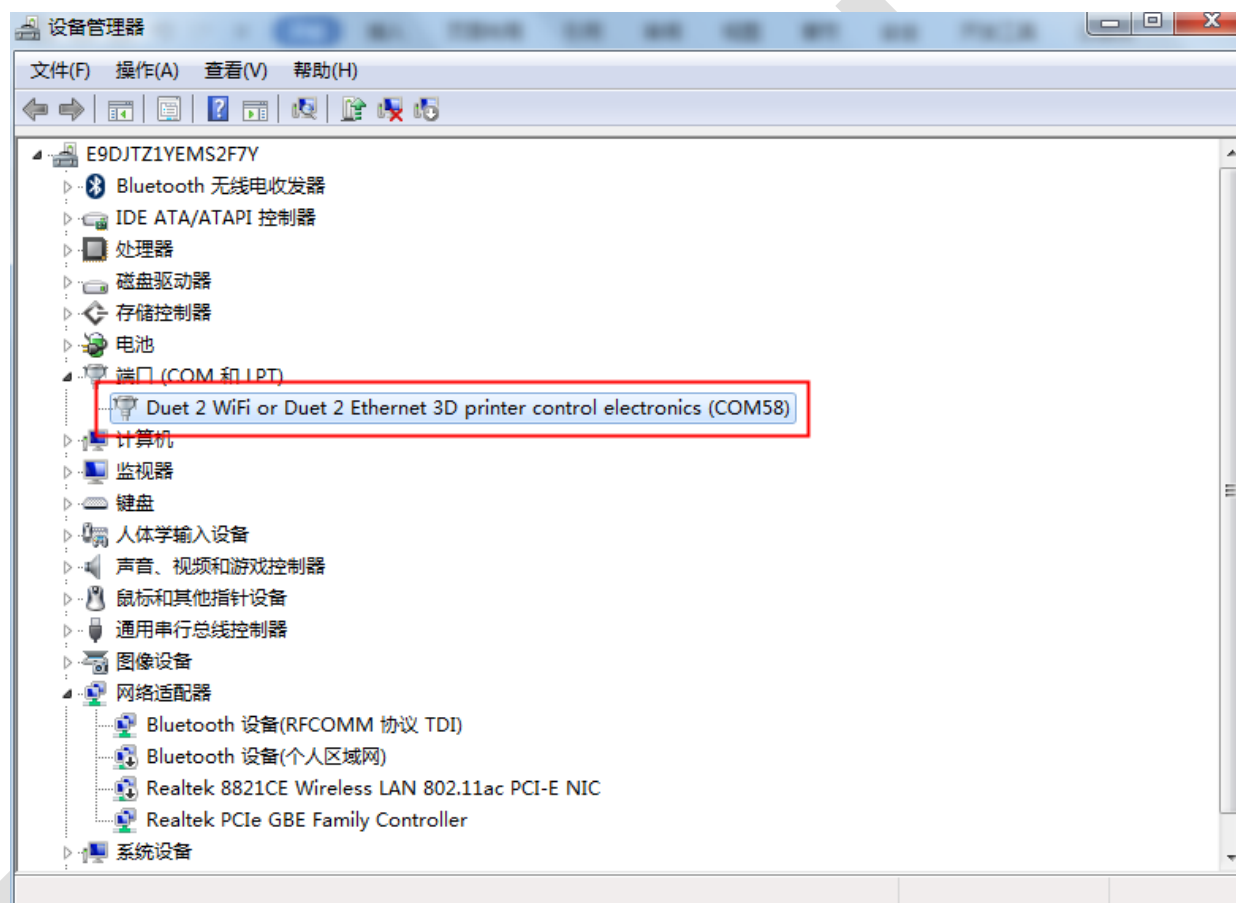 设备管理器
文件(F) 操作(A) 查看(V) 帮助(H)
E9DJTZ1YEMS2F7Y
Bluetooth 无线电收发器
IDE ATA/ATAPI 控制器
处理器
磁盘驱动器
存储控制器
电池
端口 (COM 和 LPT)
Duet 2 WiFi or Duet 2 Ethernet 3D printer control electronics (COM58)
计算机
监视器
键盘
人体学输入设备
声音、视频和游戏控制器
鼠标和其他指针设备
通用串行总线控制器
图像设备
网络适配器
Bluetooth 设备(RFCOMM 协议 TDI)
Bluetooth 设备(个人区域网)
Realtek 8821CE Wireless LAN 802.11ac PCI-E NIC
Realtek PCIe GBE Family Controller
系统设备